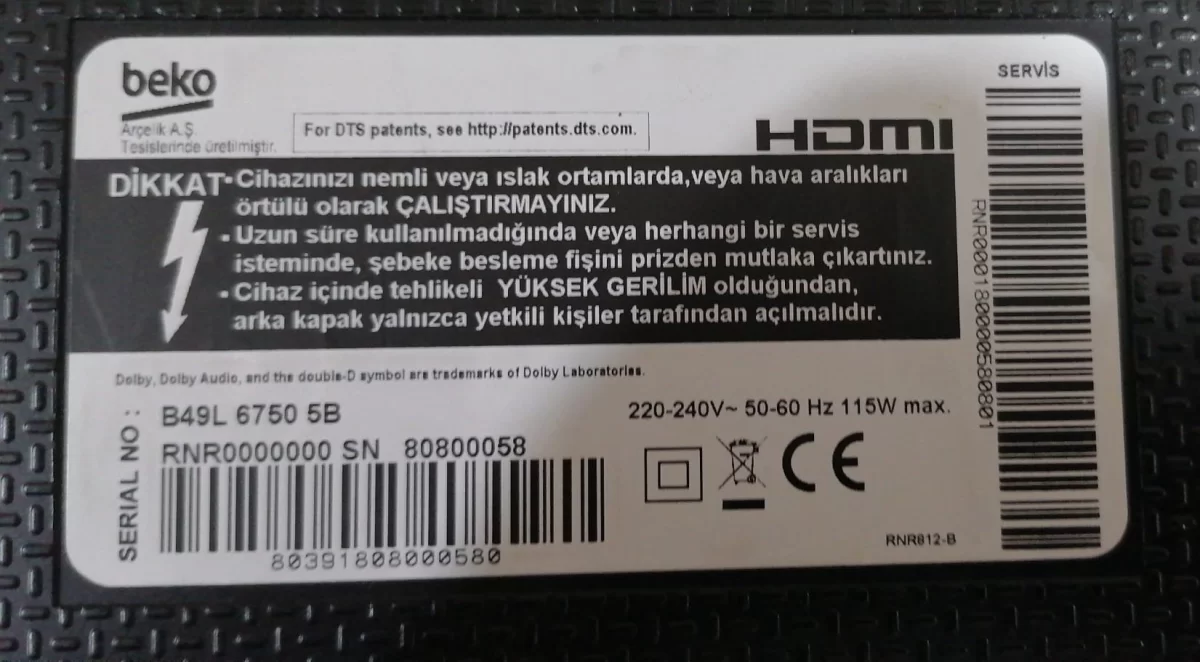 beko
Arçelik A.Ş.
Tesislerinde üretilmiştir.
For DTS patents, see http://patents.dts.com.
HDMI
SERVİS
DİKKAT
- Cihazınızı nemli veya ıslak ortamlarda,veya hava aralıkları
örtülü olarak ÇALIŞTIRMAYINIZ.
- Uzun süre kullanılmadığında veya herhangi bir servis
isteminde, şebeke besleme fişini prizden mutlaka çıkartınız.
- Cihaz içinde tehlikeli YÜKSEK GERİLİM olduğundan,
arka kapak yalnızca yetkili kişiler tarafından açılmalıdır.
RNR00018000058080​1
Dolby, Dolby Audio, and the double-D symbol are trademarks of Dolby Laboratories.
SERIAL NO :
B49L 6750 5B
RNR0000000 SN 80800058
80391808000580
220-240V~ 50-60 Hz 115W max.
CE
RNR812-B